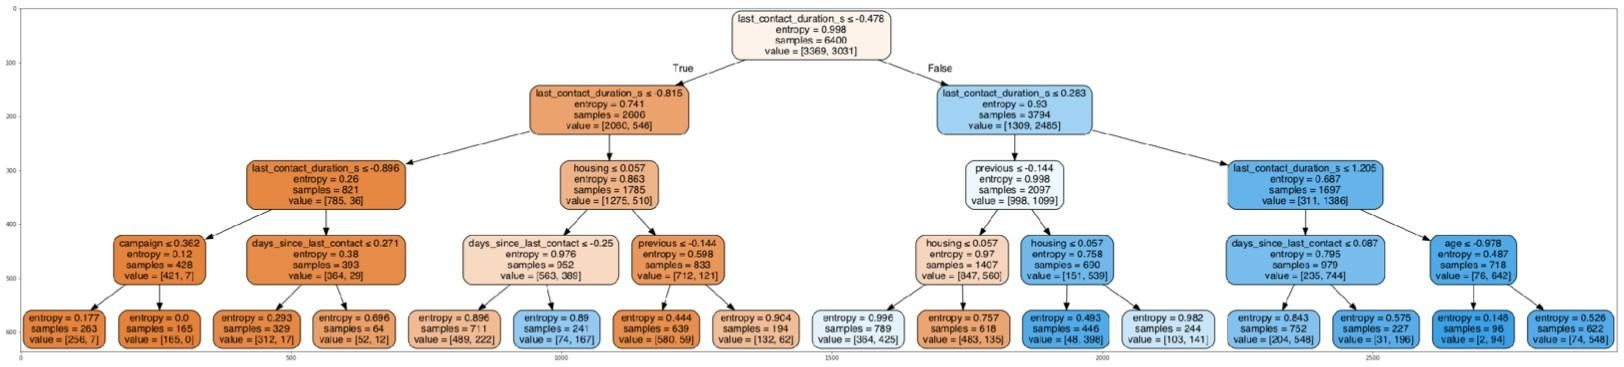 last_contact_duration_s ≤ -0.478
entropy = 0.998
samples = 6400
value = [3369, 3031]
True
False
last_contact_duration_s ≤ -0.815
entropy = 0.741
samples = 2606
value = [2060, 546]
last_contact_duration_s ≤ 0.283
entropy = 0.93
samples = 3794
value = [1309, 2485]
last_contact_duration_s ≤ -0.896
entropy = 0.26
samples = 821
value = [785, 36]
housing ≤ 0.057
entropy = 0.863
samples = 1785
value = [1275, 510]
previous ≤ -0.144
entropy = 0.998
samples = 2097
value = [998, 1099]
last_contact_duration_s ≤ 1.205
entropy = 0.687
samples = 1697
value = [311, 1386]
campaign ≤ 0.362
entropy = 0.12
samples = 428
value = [421, 7]
days_since_last_contact ≤ 0.271
entropy = 0.38
samples = 393
value = [364, 29]
days_since_last_contact ≤ -0.25
entropy = 0.976
samples = 952
value = [563, 389]
previous ≤ -0.144
entropy = 0.598
samples = 833
value = [712, 121]
housing ≤ 0.057
entropy = 0.97
samples = 1407
value = [847, 560]
housing ≤ 0.057
entropy = 0.758
samples = 690
value = [151, 539]
days_since_last_contact ≤ 0.087
entropy = 0.795
samples = 979
value = [235, 744]
age ≤ -0.978
entropy = 0.487
samples = 718
value = [76, 642]
entropy = 0.177
samples = 263
value = [256, 7]
entropy = 0.0
samples = 165
value = [165, 0]
entropy = 0.293
samples = 329
value = [312, 17]
entropy = 0.696
samples = 64
value = [52, 12]
entropy = 0.896
samples = 711
value = [489, 222]
entropy = 0.89
samples = 241
value = [74, 167]
entropy = 0.444
samples = 639
value = [580, 59]
entropy = 0.904
samples = 194
value = [132, 62]
entropy = 0.996
samples = 789
value = [364, 425]
entropy = 0.757
samples = 618
value = [483, 135]
entropy = 0.493
samples = 446
value = [48, 398]
entropy = 0.982
samples = 244
value = [103, 141]
entropy = 0.843
samples = 752
value = [204, 548]
entropy = 0.575
samples = 227
value = [31, 196]
entropy = 0.146
samples = 96
value = [2, 94]
entropy = 0.526
samples = 622
value = [74, 548]
0
100
200
300
400
500
600
500
1000
1500
2000
2500